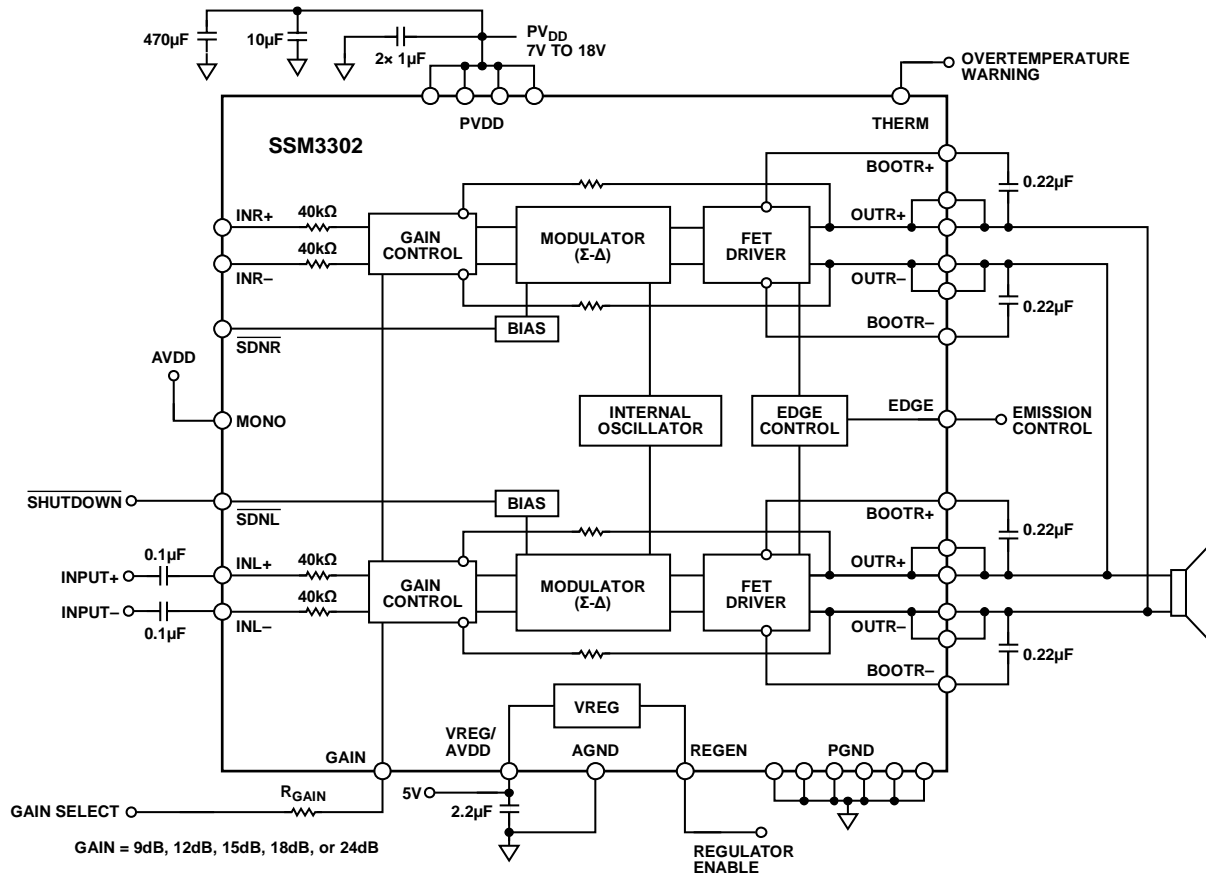 470µF
10µF
2× 1µF
PVDD
7V TO 18V
OVERTEMPERATURE
WARNING
PVDD
THERM
SSM3302
BOOTR+
0.22µF
INR+
40kΩ
GAIN
CONTROL
MODULATOR
(Σ-Δ)
FET
DRIVER
OUTR+
40kΩ
INR–
OUTR–
0.22µF
BIAS
BOOTR–
SDNR
AVDD
MONO
INTERNAL
OSCILLATOR
EDGE
CONTROL
EDGE
EMISSION
CONTROL
SHUTDOWN
SDNL
BIAS
BOOTR+
0.22µF
0.1µF
INPUT+
INL+
40kΩ
GAIN
CONTROL
MODULATOR
(Σ-Δ)
FET
DRIVER
OUTR+
INPUT–
40kΩ
0.1µF
INL–
OUTR–
0.22µF
BOOTR–
VREG
GAIN
VREG/
AVDD
AGND
REGEN
PGND
GAIN SELECT
RGAIN
5V
2.2µF
GAIN = 9dB, 12dB, 15dB, 18dB, or 24dB
REGULATOR
ENABLE